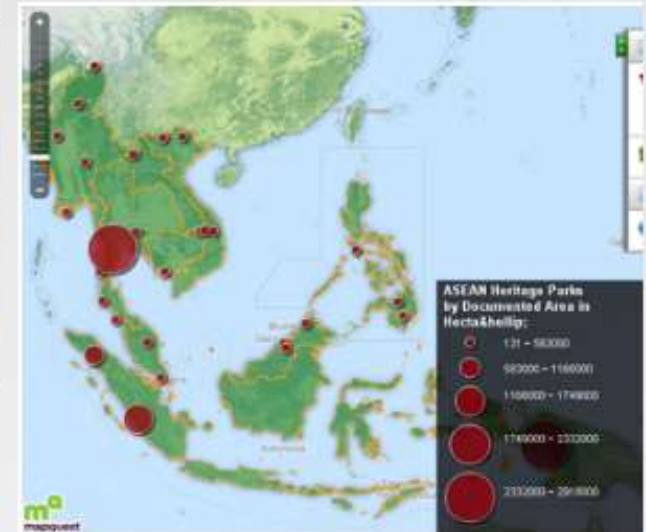 ASEAN Heritage Parks
by Documented Area in
Hecta&hellip;
131 - 583000
583000 - 1166000
1166000 - 1749000
1749000 - 2332000
2332000 - 2915000
mapquest